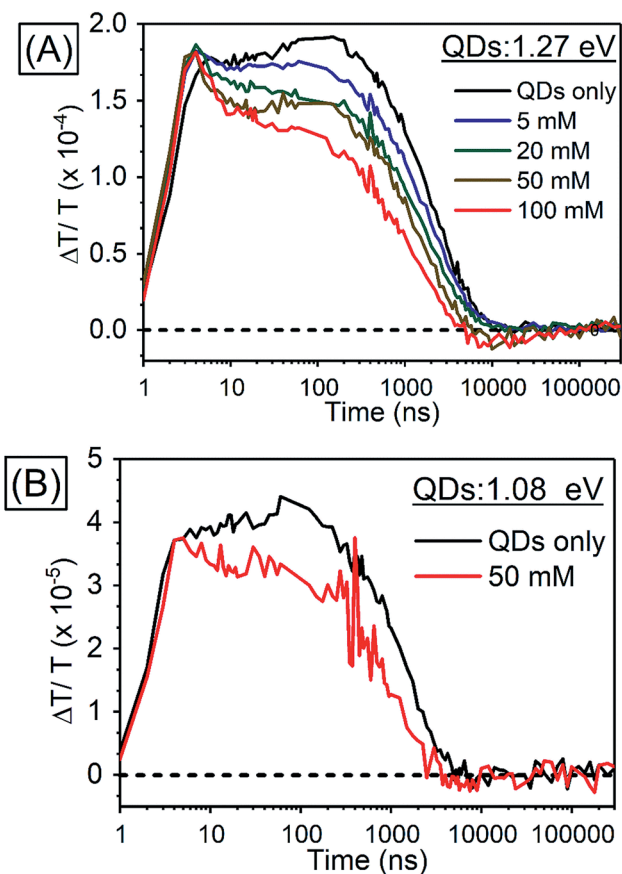 (A)
QDs:1.27 eV
QDs only
5 mM
20 mM
50 mM
100 mM
2.0
1.5
1.0
0.5
0.0
ΔT/ T (x 10⁻⁴)
1 10 100 1000 10000 100000
Time (ns)
(B)
QDs:1.08 eV
QDs only
50 mM
5
4
3
2
1
0
ΔT/ T (x 10⁻⁵)
1 10 100 1000 10000 100000
Time (ns)